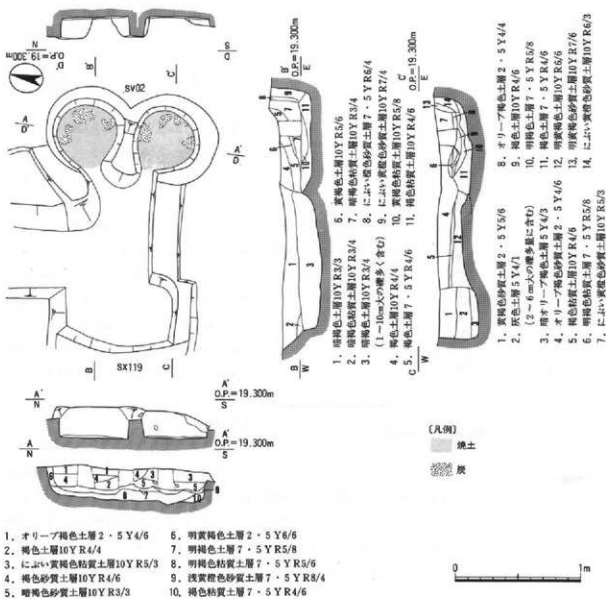 N
O.P.=19.300m
D'
D
S
B'
C'
SV02
A
D'
A'
D
B
C
SX119
A'
N
A
O.P.=19.300m
S
A
N
A'
O.P.=19.300m
S
1. オリーブ褐色土層2・5Y4/6
2. 褐色土層10YR4/4
3. にぶい黄褐色粘質土層10YR5/3
4. 褐色砂質土層10YR4/6
5. 暗褐色砂質土層10YR3/3
6. 明黄褐色土層2・5Y6/6
7. 明褐色土層7・5YR5/8
8. 明褐色粘質土層7・5YR5/6
9. 浅黄橙色砂質土層7・5YR8/4
10. 褐色粘質土層7・5YR4/6
B'
E
O.P.=19.300m
B
W
1. 暗褐色土層10YR3/3
2. 暗褐色粘質土層10YR3/4
3. 暗褐色土層10YR3/4
(1~10cm大の礫多く含む)
4. 褐色土層10YR4/4
5. 褐色土層7・5YR4/6
6. 黄褐色土層10YR5/6
7. 暗褐色粘質土層10YR3/4
8. にぶい橙色砂質土層7・5YR6/4
9. にぶい黄橙色砂質土層10YR7/4
10. 黄褐色粘質土層10YR5/8
11. 褐色粘質土層10YR4/6
C'
E
O.P.=19.300m
C
W
1. 黄褐色砂質土層2・5Y5/6
2. 灰色土層5Y4/1
(2~6cm大の礫多量に含む)
3. 暗オリーブ褐色土層5Y4/3
4. オリーブ褐色砂質土層2・5Y4/6
5. 褐色粘質土層10YR4/6
6. 明褐色粘質土層7・5YR5/8
7. にぶい黄橙色砂質土層10YR5/3
8. オリーブ褐色土層2・5Y4/4
9. 褐色土層10YR4/6
10. 明褐色土層7・5YR5/8
11. 褐色土層7・5YR4/6
12. 明黄褐色土層10YR6/6
13. 明黄褐色砂質土層10YR7/6
14. にぶい黄橙色砂質土層10YR6/3
〔凡例〕
焼土
炭
0
1m